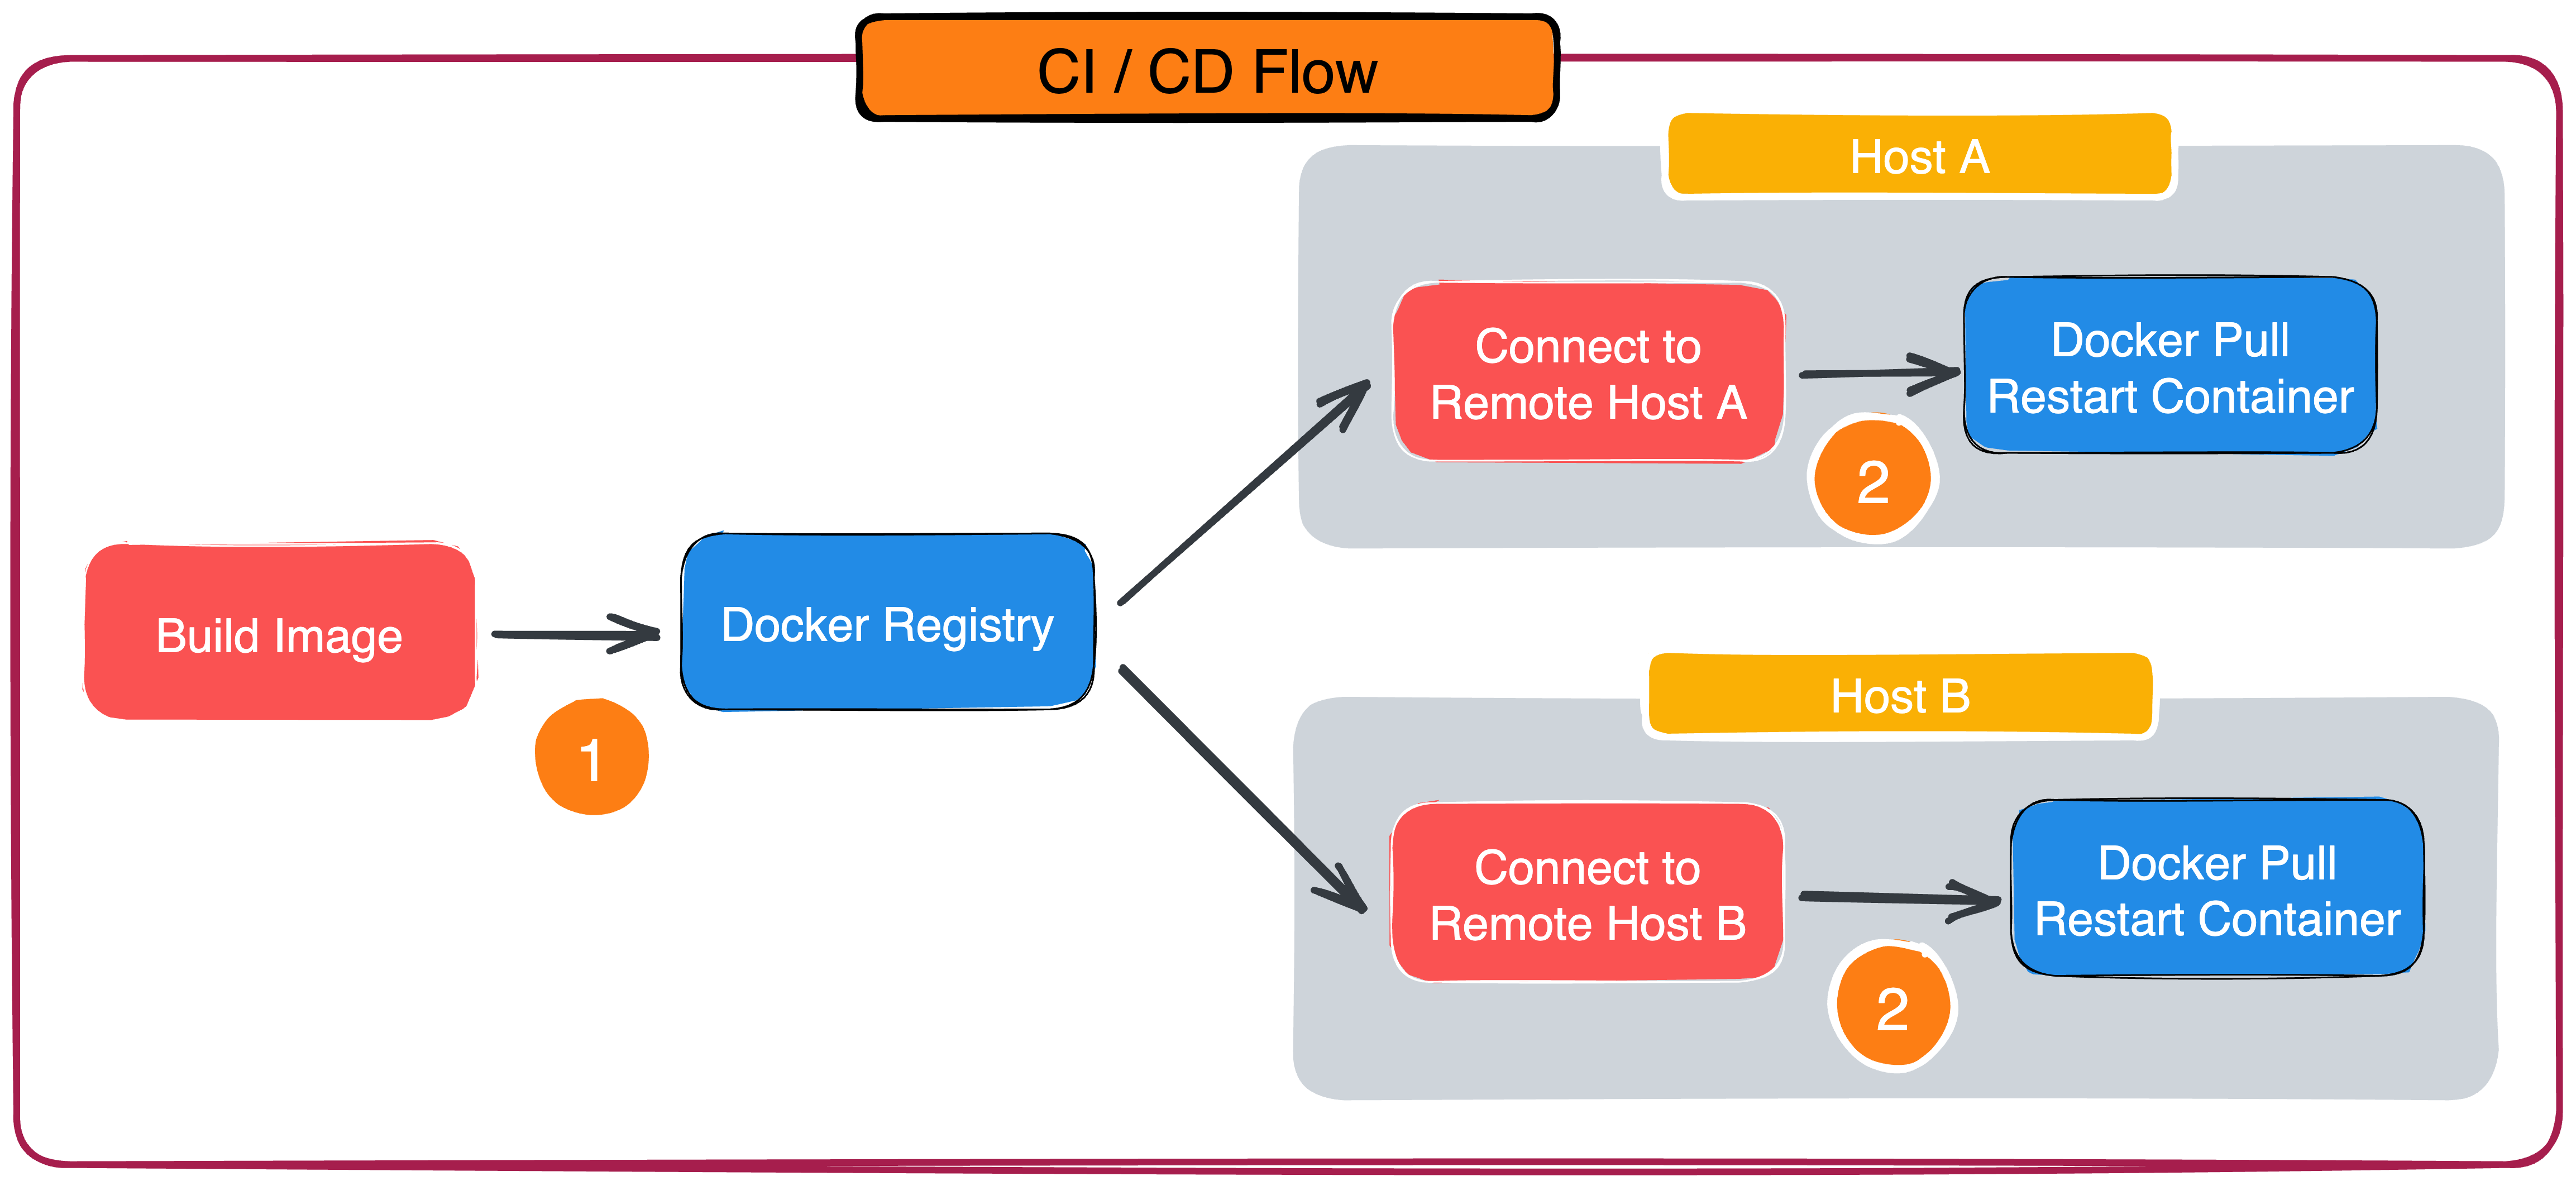 CI / CD Flow
Host A
Connect to
Remote Host A
Docker Pull
Restart Container
2
Build Image
Docker Registry
1
Host B
Connect to
Remote Host B
Docker Pull
Restart Container
2